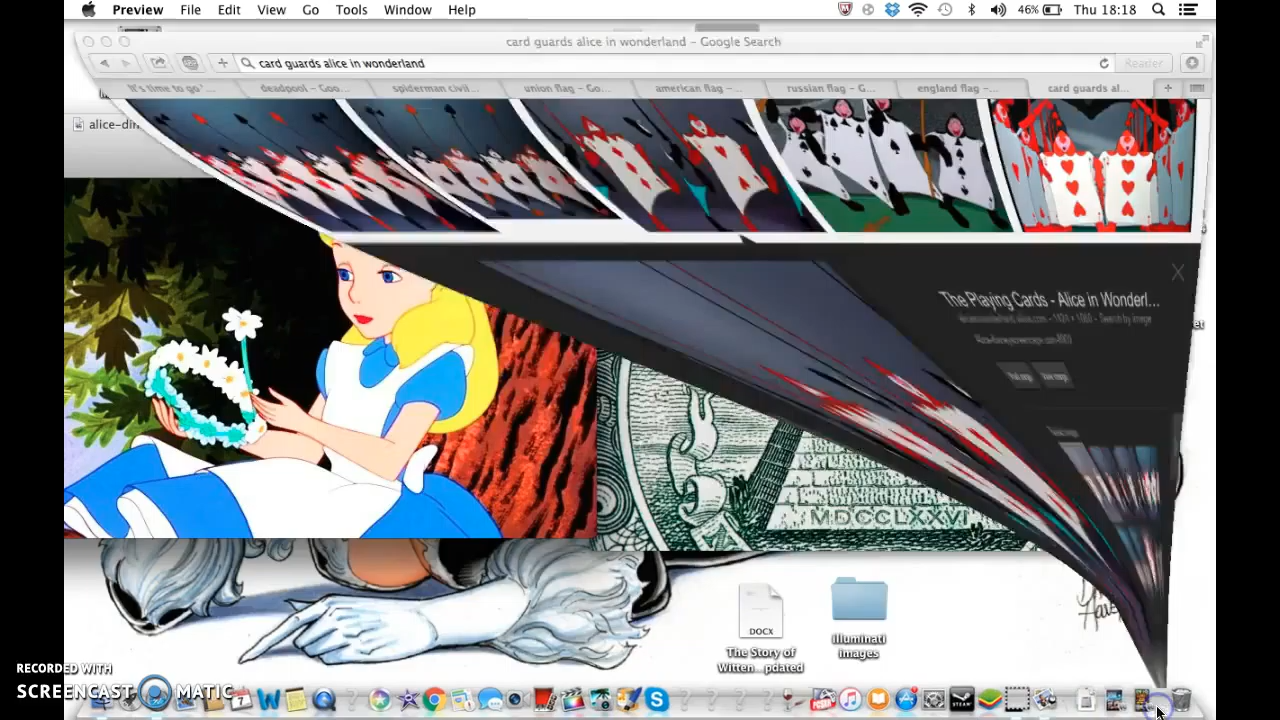 Preview File Edit View Go Tools Window Help 46% Thu 18:18
card guards alice in wonderland – Google Search
card guards alice in wonderland Reader
deadpool - Goo... spiderman civil... union flag - Go... american flag –... russian flag - G... england flag –... card guards al...
alice-din
The Playing Cards - Alice in Wonderl...
MDCCLXXVI
DOCX
The Story of
Witten...pdated
illuminati
images
RECORDED WITH
SCREENCAST MATIC